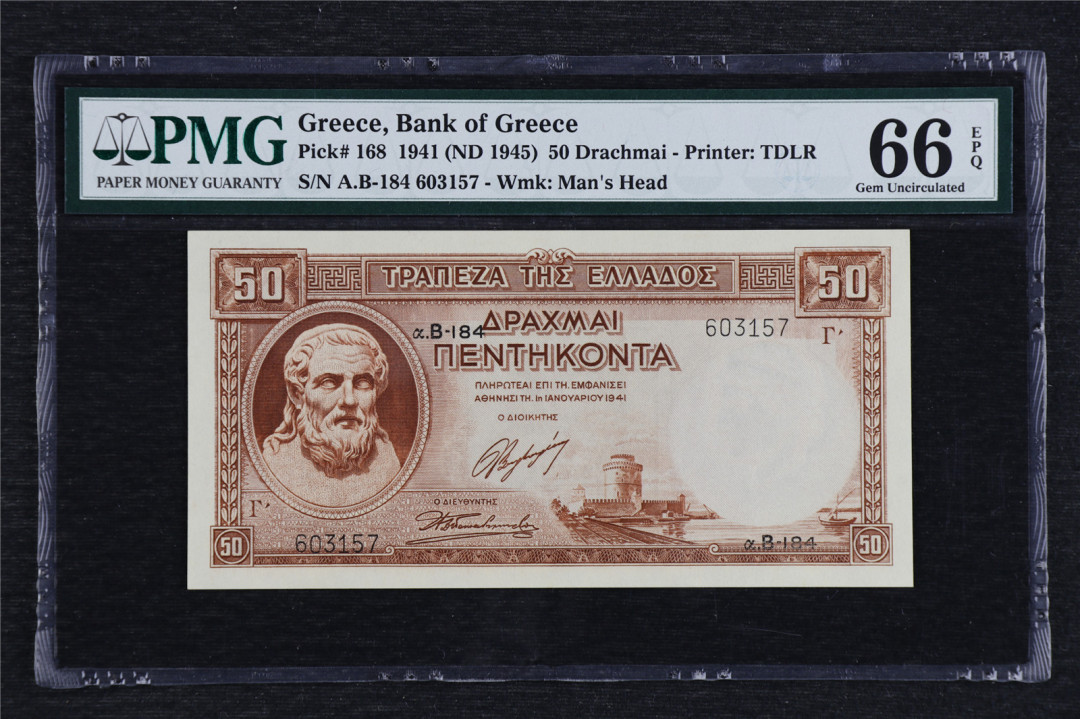 PMG
PAPER MONEY GUARANTY
Greece, Bank of Greece
Pick# 168 1941 (ND 1945) 50 Drachmai - Printer: TDLR
S/N A.B-184 603157 - Wmk: Man's Head
66
EPQ
Gem Uncirculated
50 ΤΡΑΠΕΖΑ ΤΗΣ ΕΛΛΑΔΟΣ 50
α.Β-184 ΔΡΑΧΜΑΙ 603157 Γ′
ΠΕΝΤΗΚΟΝΤΑ
ΠΛΗΡΩΤΕΑΙ ΕΠΙ ΤΗ. ΕΜΦΑΝΙΣΕΙ
ΑΘΗΝΗΣΙ ΤΗ. 1η ΙΑΝΟΥΑΡΙΟΥ 1941
Ο ΔΙΟΙΚΗΤΗΣ
Γ′ Ο ΔΙΕΥΘΥΝΤΗΣ
50 603157 α.Β-184 50